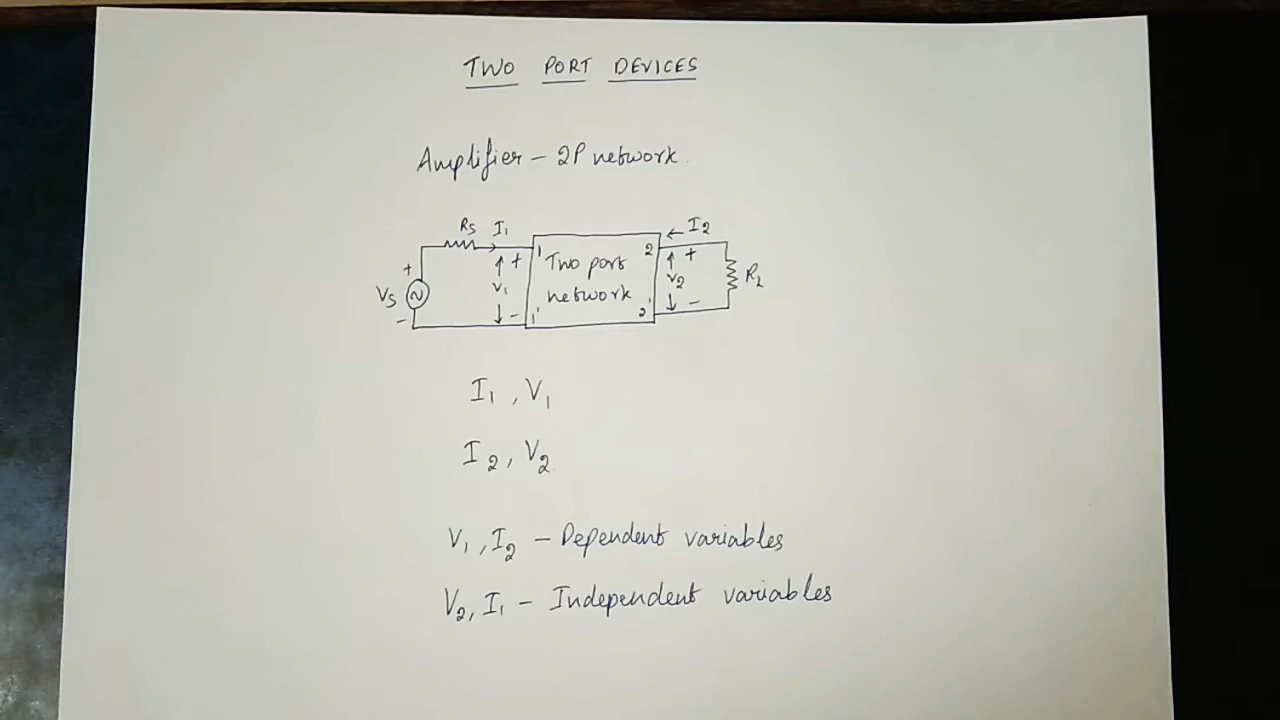 TWO PORT DEVICES
Amplifier - 2P network.
Rs I1 I2
+ + 1 Two port 2 + RL
Vs V1 network V2
- - 1' 2' -
I1, V1
I2, V2
V1, I2 - Dependent variables
V2, I1 - Independent variables